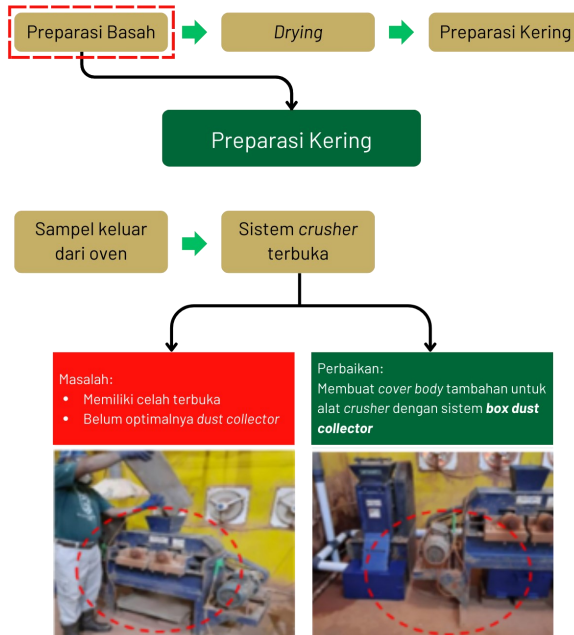 Preparasi Basah
Drying
Preparasi Kering
Preparasi Kering
Sampel keluar
dari oven
Sistem crusher
terbuka
Masalah:
• Memiliki celah terbuka
• Belum optimalnya dust collector
Perbaikan:
Membuat cover body tambahan untuk
alat crusher dengan sistem box dust
collector